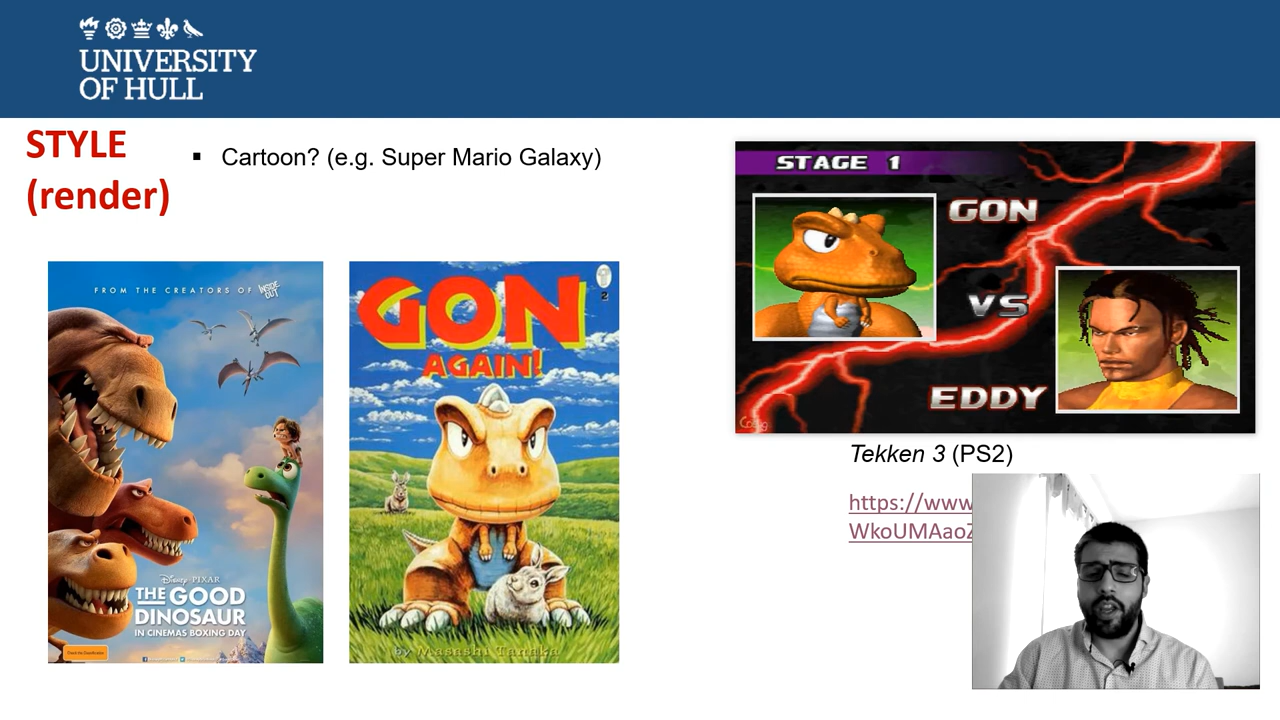 UNIVERSITY
OF HULL
STYLE
(render)
▪ Cartoon? (e.g. Super Mario Galaxy)
FROM THE CREATORS OF INSIDE OUT
Disney · PIXAR
THE GOOD
DINOSAUR
IN CINEMAS BOXING DAY
GON
2
AGAIN!
by Masashi Tanaka
STAGE 1
GON
VS
EDDY
Tekken 3 (PS2)
https://www
WkoUMAaoZ